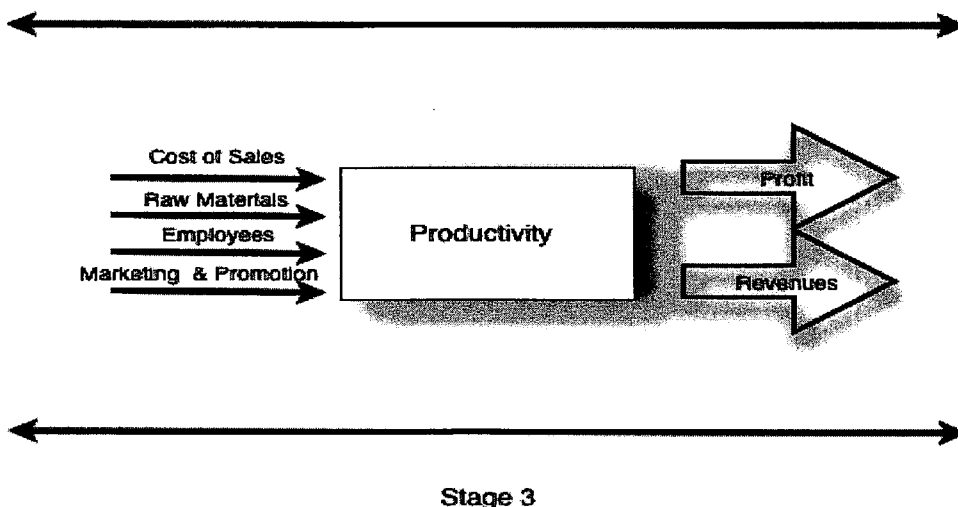 Cost of Sales
Raw Materials
Employees
Marketing & Promotion
Productivity
Profit
Revenues
Stage 3